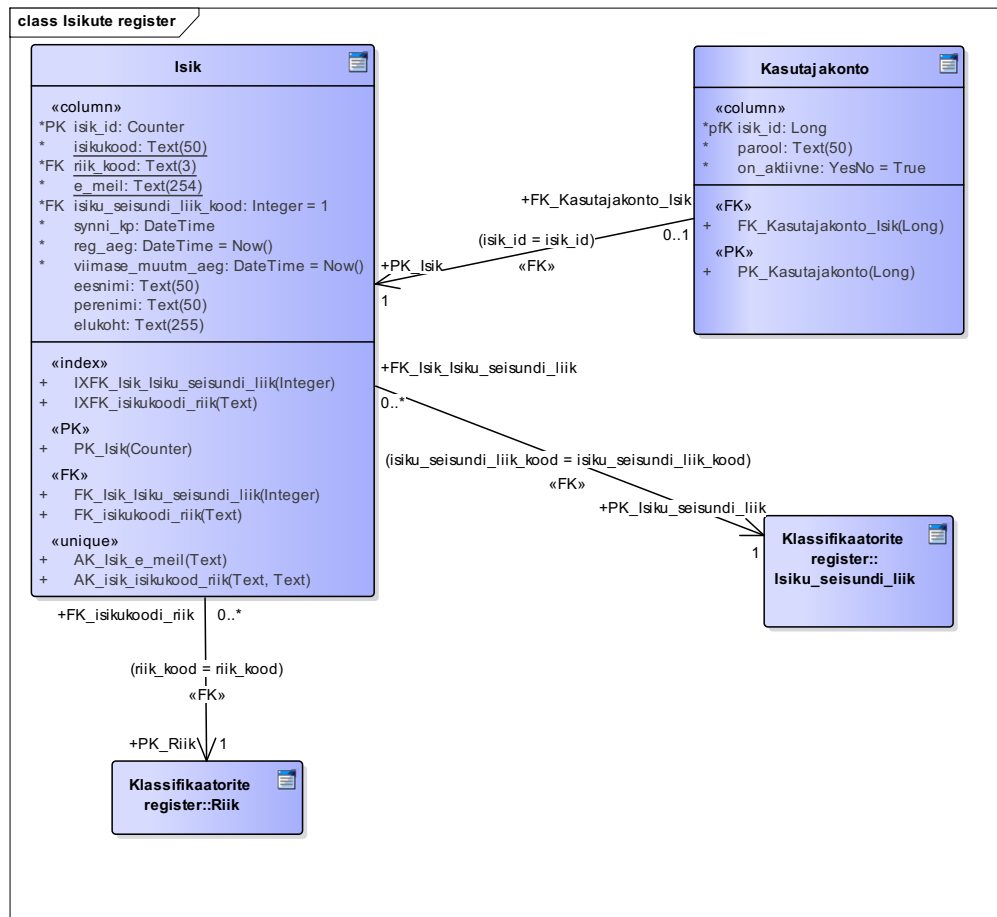 class Isikute register
Isik
«column»
*PK isik_id: Counter
* isikukood: Text(50)
*FK riik_kood: Text(3)
* e_meil: Text(254)
*FK isiku_seisundi_liik_kood: Integer = 1
* synni_kp: DateTime
* reg_aeg: DateTime = Now()
* viimase_muutm_aeg: DateTime = Now()
eesnimi: Text(50)
perenimi: Text(50)
elukoht: Text(255)
«index»
+ IXFK_Isik_Isiku_seisundi_liik(Integer)
+ IXFK_isikukoodi_riik(Text)
«PK»
+ PK_Isik(Counter)
«FK»
+ FK_Isik_Isiku_seisundi_liik(Integer)
+ FK_isikukoodi_riik(Text)
«unique»
+ AK_Isik_e_meil(Text)
+ AK_isik_isikukood_riik(Text, Text)
Kasutajakonto
«column»
*pfK isik_id: Long
* parool: Text(50)
* on_aktiivne: YesNo = True
«FK»
+ FK_Kasutajakonto_Isik(Long)
«PK»
+ PK_Kasutajakonto(Long)
+FK_Kasutajakonto_Isik
0..1
(isik_id = isik_id)
«FK»
+PK_Isik
1
+FK_Isik_Isiku_seisundi_liik
0..*
(isiku_seisundi_liik_kood = isiku_seisundi_liik_kood)
«FK»
+PK_Isiku_seisundi_liik
1
Klassifikaatorite
register::
Isiku_seisundi_liik
+FK_isikukoodi_riik 0..*
(riik_kood = riik_kood)
«FK»
+PK_Riik 1
Klassifikaatorite
register::Riik